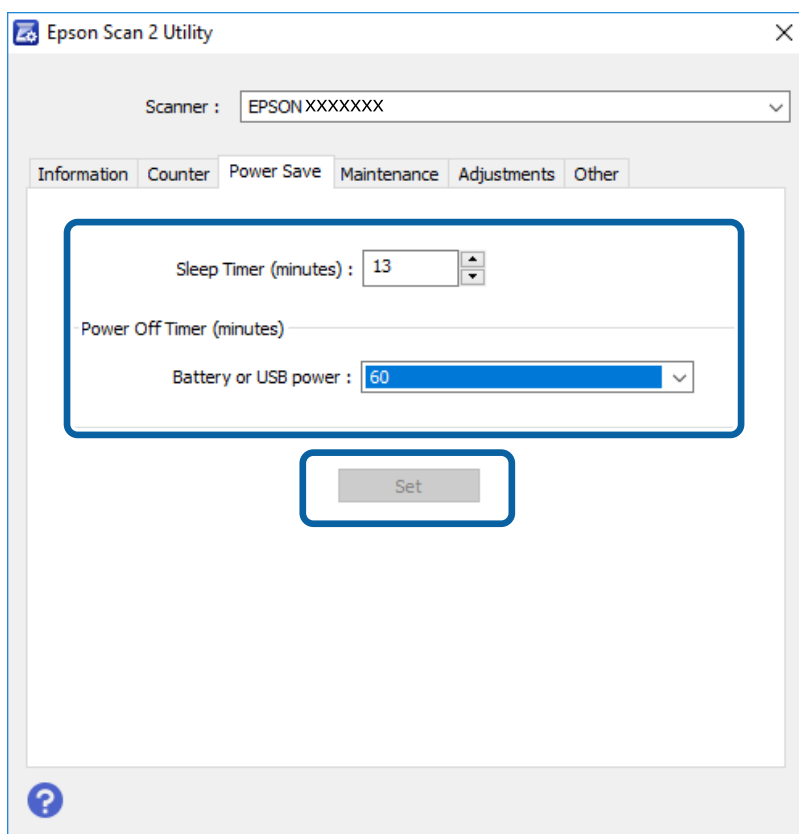 Epson Scan 2 Utility
Scanner : EPSON XXXXXXX
Information Counter Power Save Maintenance Adjustments Other
Sleep Timer (minutes) : 13
Power Off Timer (minutes)
Battery or USB power : 60
Set
?